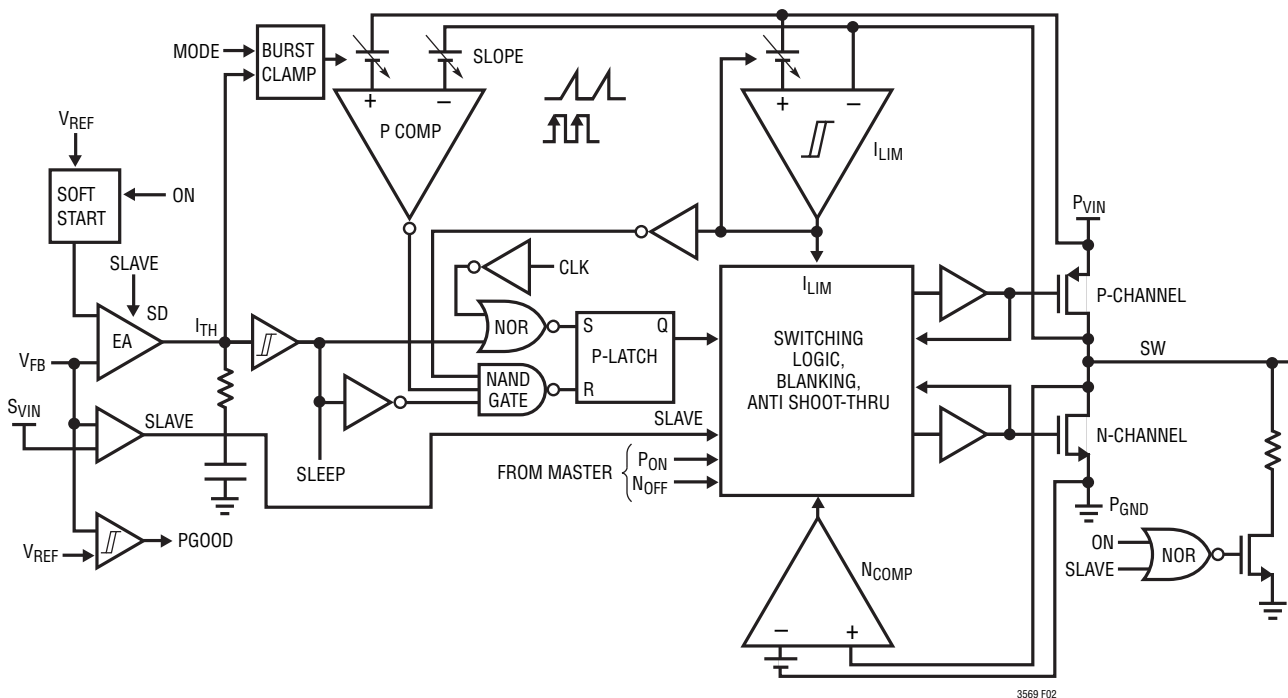 MODE
BURST
CLAMP
SLOPE
+
−
P COMP
+
−
I_LIM
V_REF
SOFT
START
ON
P_VIN
SLAVE
SD
CLK
I_LIM
P-CHANNEL
EA
I_TH
NOR
S
Q
P-LATCH
R
SWITCHING
LOGIC,
BLANKING,
ANTI SHOOT-THRU
SW
V_FB
NAND
GATE
S_VIN
SLAVE
SLAVE
N-CHANNEL
SLEEP
FROM MASTER
P_ON
N_OFF
P_GND
V_REF
PGOOD
ON
SLAVE
NOR
N_COMP
−
+
3569 F02